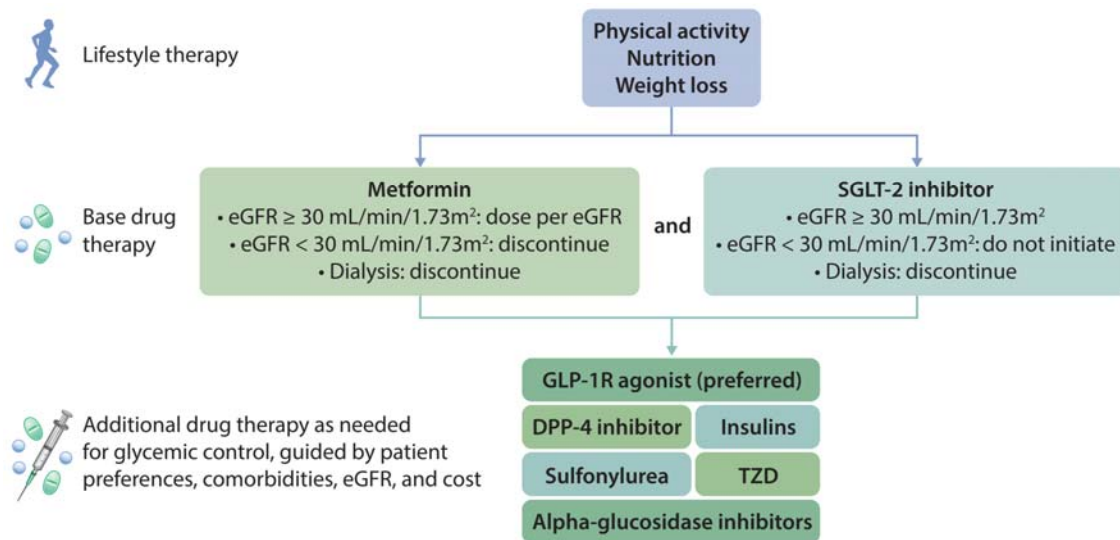 Lifestyle therapy
Physical activity
Nutrition
Weight loss
Base drug
therapy
Metformin
• eGFR ≥ 30 mL/min/1.73m²: dose per eGFR
• eGFR < 30 mL/min/1.73m²: discontinue
• Dialysis: discontinue
and
SGLT-2 inhibitor
• eGFR ≥ 30 mL/min/1.73m²
• eGFR < 30 mL/min/1.73m²: do not initiate
• Dialysis: discontinue
Additional drug therapy as needed
for glycemic control, guided by patient
preferences, comorbidities, eGFR, and cost
GLP-1R agonist (preferred)
DPP-4 inhibitor
Insulins
Sulfonylurea
TZD
Alpha-glucosidase inhibitors